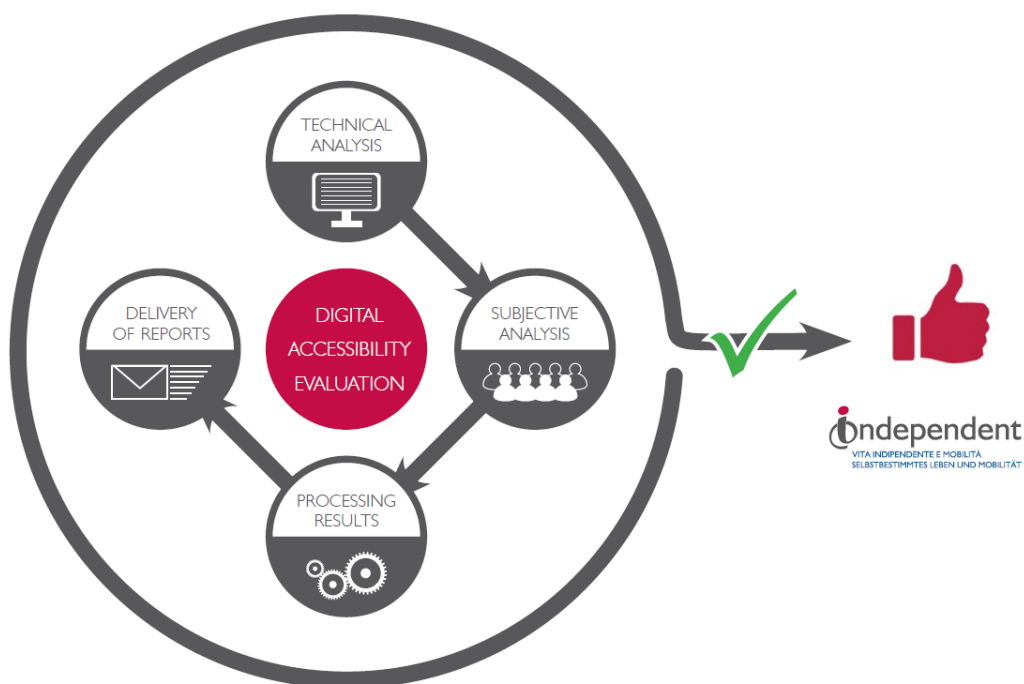 TECHNICAL
ANALYSIS
DELIVERY
OF REPORTS
DIGITAL
ACCESSIBILITY
EVALUATION
SUBJECTIVE
ANALYSIS
PROCESSING
RESULTS
independent
VITA INDIPENDENTE E MOBILITÀ
SELBSTBESTIMMTES LEBEN UND MOBILITÄT